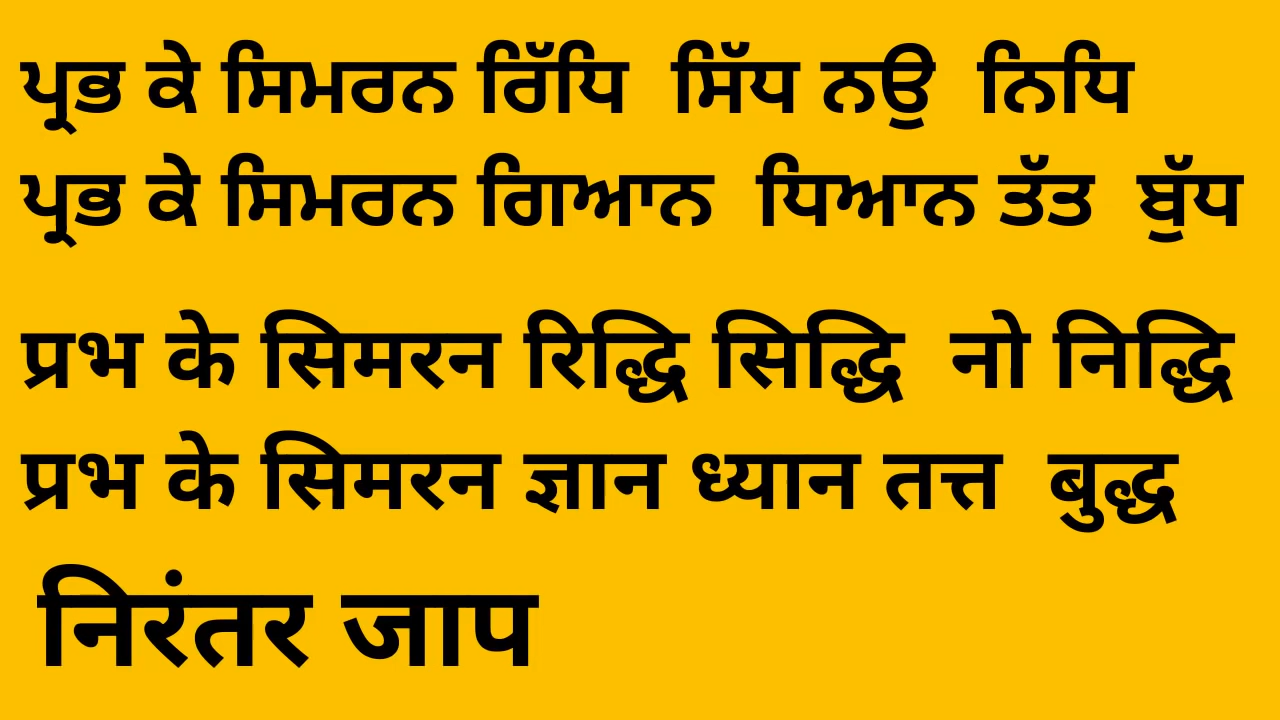 ਪ੍ਰਭ ਕੇ ਸਿਮਰਨ ਰਿੱਧਿ ਸਿੱਧ ਨਉ ਨਿਧਿ
ਪ੍ਰਭ ਕੇ ਸਿਮਰਨ ਗਿਆਨ ਧਿਆਨ ਤੱਤ ਬੁੱਧ
प्रभ के सिमरन रिद्धि सिद्धि नो निद्धि
प्रभ के सिमरन ज्ञान ध्यान तत्त बुद्ध
निरंतर जाप